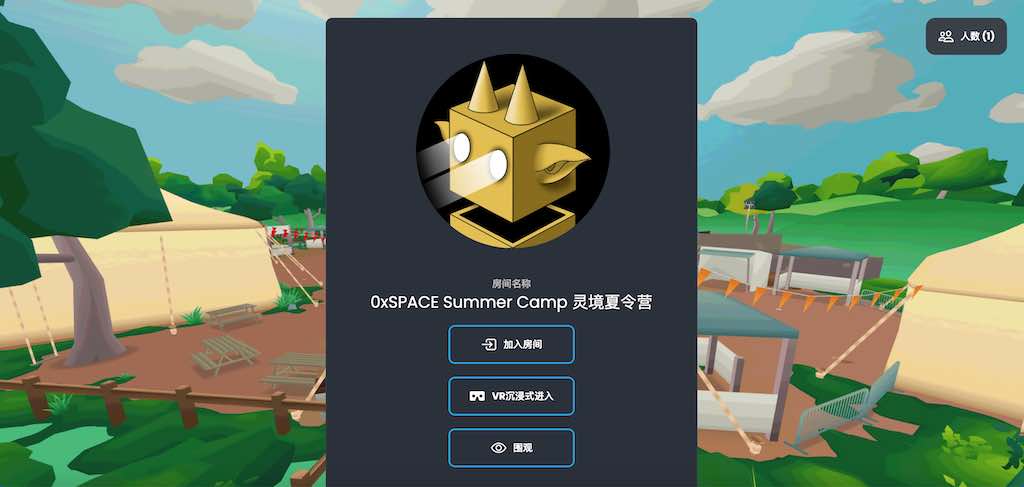 人数 (1)
房间名称
0xSPACE Summer Camp 灵境夏令营
加入房间
VR沉浸式进入
围观